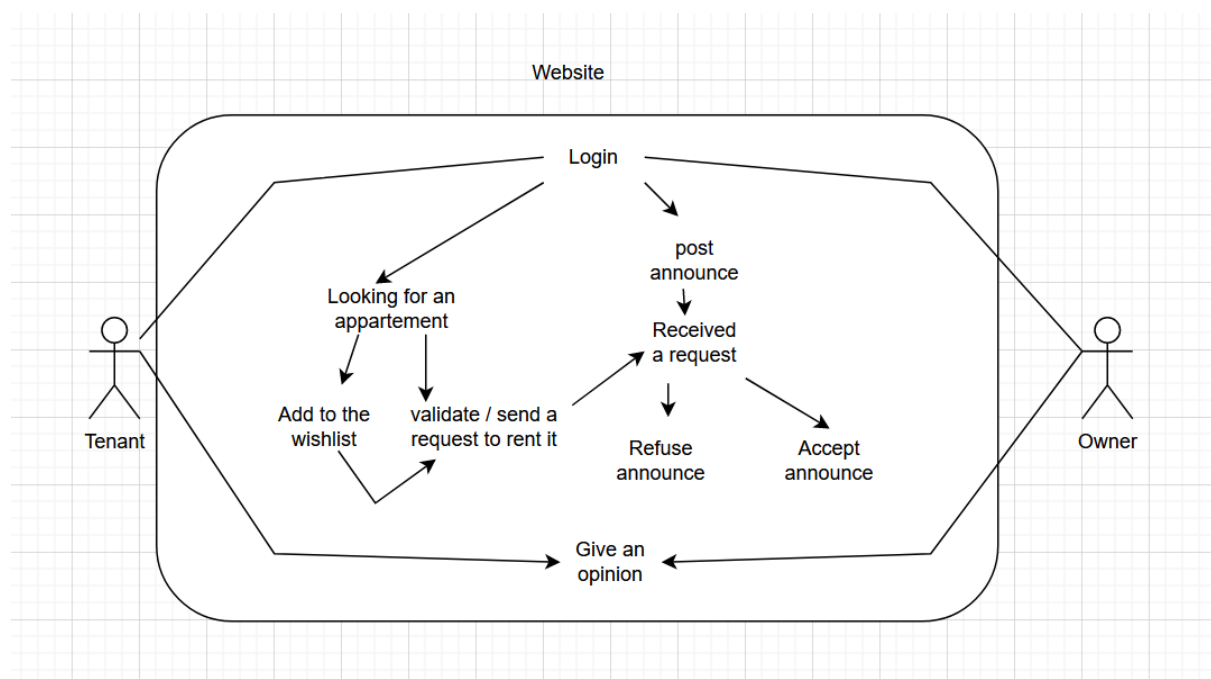 Website
Login
post
announce
Looking for an
appartement
Received
a request
Add to the
wishlist
validate / send a
request to rent it
Tenant
Owner
Refuse
announce
Accept
announce
Give an
opinion